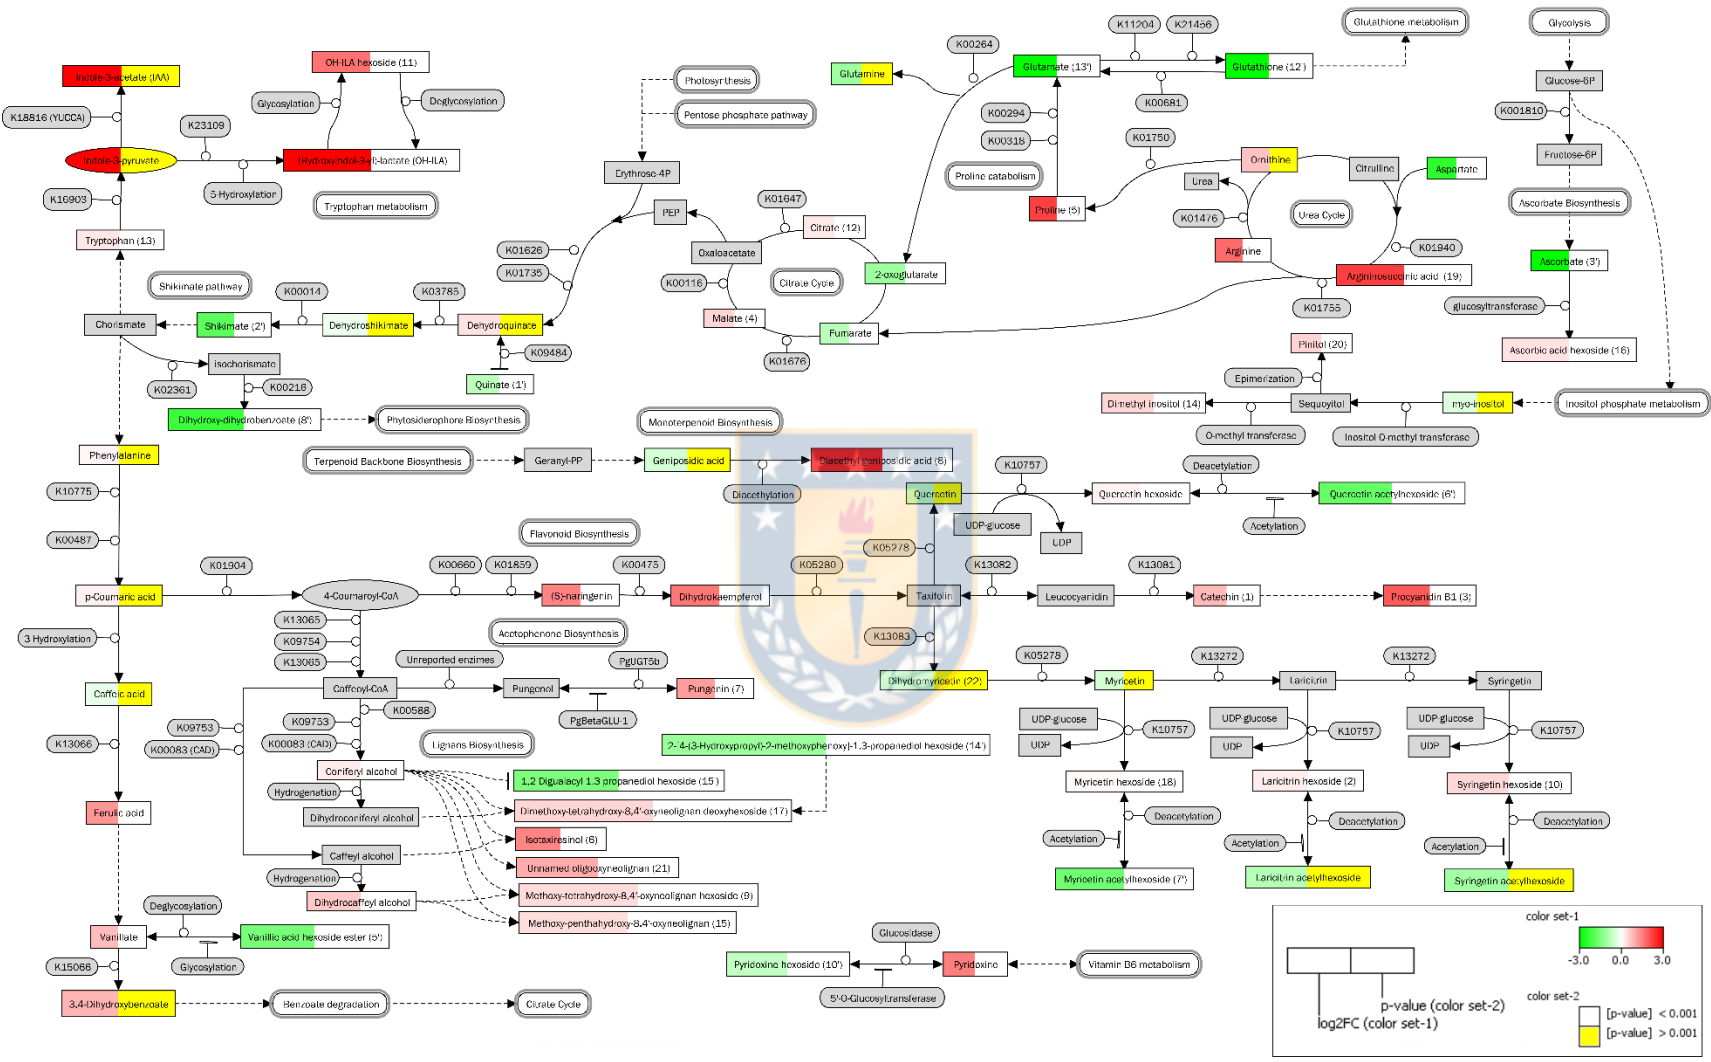 K11204
K21456
Glutathione metabolism
Glycolysis
K00264
OH-ILA hexoside (11)
Indole-3-acetate (IAA)
Glutamine
Glutamate (13')
Glutathione (12')
Photosynthesis
Glucose-6P
Glycosylation
Deglycosylation
K00681
K001810
K18816 (YUCCA)
K23109
Pentose phosphate pathway
K00294
K01750
K00318
Indole-3-pyruvate
(Hydroxyindol-3-yl)-lactate (OH-ILA)
Ornithine
Citrulline
Aspartate
Fructose-6P
Erythrose-4P
Proline catabolism
Urea
5-Hydroxylation
K16903
Tryptophan metabolism
K01647
PEP
Proline (5)
K01476
Urea Cycle
Ascorbate Biosynthesis
Tryptophan (13)
Citrate (12)
K01626
Oxaloacetate
Arginine
K01940
K01735
2-oxoglutarate
Argininosuccinic acid (19)
Ascorbate (3')
Shikimate pathway
K00014
K03785
K00116
Citrate Cycle
K01755
glucosyltransferase
Chorismate
Shikimate (2')
Dehydroshikimate
Dehydroquinate
Malate (4)
Fumarate
K09484
K01676
Pinitol (20)
Ascorbic acid hexoside (16)
isochorismate
K02361
K00216
Quinate (1')
Epimerization
Dimethyl inositol (14)
Sequoyitol
myo-inositol
Inositol phosphate metabolism
Dihydroxy-dihydrobenzoate (8')
Phytosiderophore Biosynthesis
Monoterpenoid Biosynthesis
O-methyl transferase
Inositol O-methyl transferase
Phenylalanine
Terpenoid Backbone Biosynthesis
Geranyl-PP
Geniposidic acid
Diacethyl geniposidic acid (8)
K10757
Deacetylation
K10775
Diacethylation
Quercetin
Quercetin hexoside
Quercetin acetylhexoside (6')
UDP-glucose
Acetylation
UDP
K00487
Flavonoid Biosynthesis
K05278
K01904
K00660
K01859
K00475
K05280
K13082
K13081
p-Coumaric acid
4-Coumaroyl-CoA
(S)-naringenin
Dihydrokaempferol
Taxifolin
Leucocyanidin
Catechin (1)
Procyanidin B1 (3)
K13065
3 Hydroxylation
K09754
Acetophenone Biosynthesis
K13083
K13065
Unreported enzimes
PgUGT5b
K05278
K13272
K13272
Caffeic acid
Caffeoyl-CoA
Pungenol
Pungenin (7)
Dihydromyricetin (22)
Myricetin
Laricitrin
Syringetin
K00588
K09753
K09753
PgBetaGLU-1
UDP-glucose
UDP-glucose
UDP-glucose
K13066
K00083 (CAD)
K00083 (CAD)
Lignans Biosynthesis
2-[4-(3-Hydroxypropyl)-2-methoxyphenoxy]-1,3-propanediol hexoside (14')
K10757
K10757
K10757
UDP
UDP
UDP
Coniferyl alcohol
1,2 Diguaiacyl 1,3 propanediol hexoside (15')
Myricetin hexoside (18)
Laricitrin hexoside (2)
Syringetin hexoside (10)
Hydrogenation
Ferulic acid
Dihydroconiferyl alcohol
Dimethoxy-tetrahydroxy-8,4'-oxyneolignan deoxyhexoside (17)
Deacetylation
Deacetylation
Deacetylation
Isotaxiresinol (6)
Acetylation
Acetylation
Acetylation
Caffeyl alcohol
Unnamed oligooxyneolignan (21)
Hydrogenation
Myricetin acetylhexoside (7')
Laricitrin acetylhexoside
Syringetin acetylhexoside
Dihydrocaffeyl alcohol
Methoxy-tetrahydroxy-8,4'-oxyneolignan hexoside (9)
Deglycosylation
Methoxy-penthahydroxy-8,4'-oxyneolignan (15)
Vanillate
Vanillic acid hexoside ester (5')
Glucosidase
Glycosylation
K15066
Pyridoxine hexoside (10')
Pyridoxine
Vitamin B6 metabolism
5'-O-Glucosyltransferase
3,4-Dihydroxybenzoate
Benzoate degradation
Citrate Cycle
color set-1
-3.0 0.0 3.0
color set-2
p-value (color set-2)
log2FC (color set-1)
[p-value] < 0.001
[p-value] > 0.001